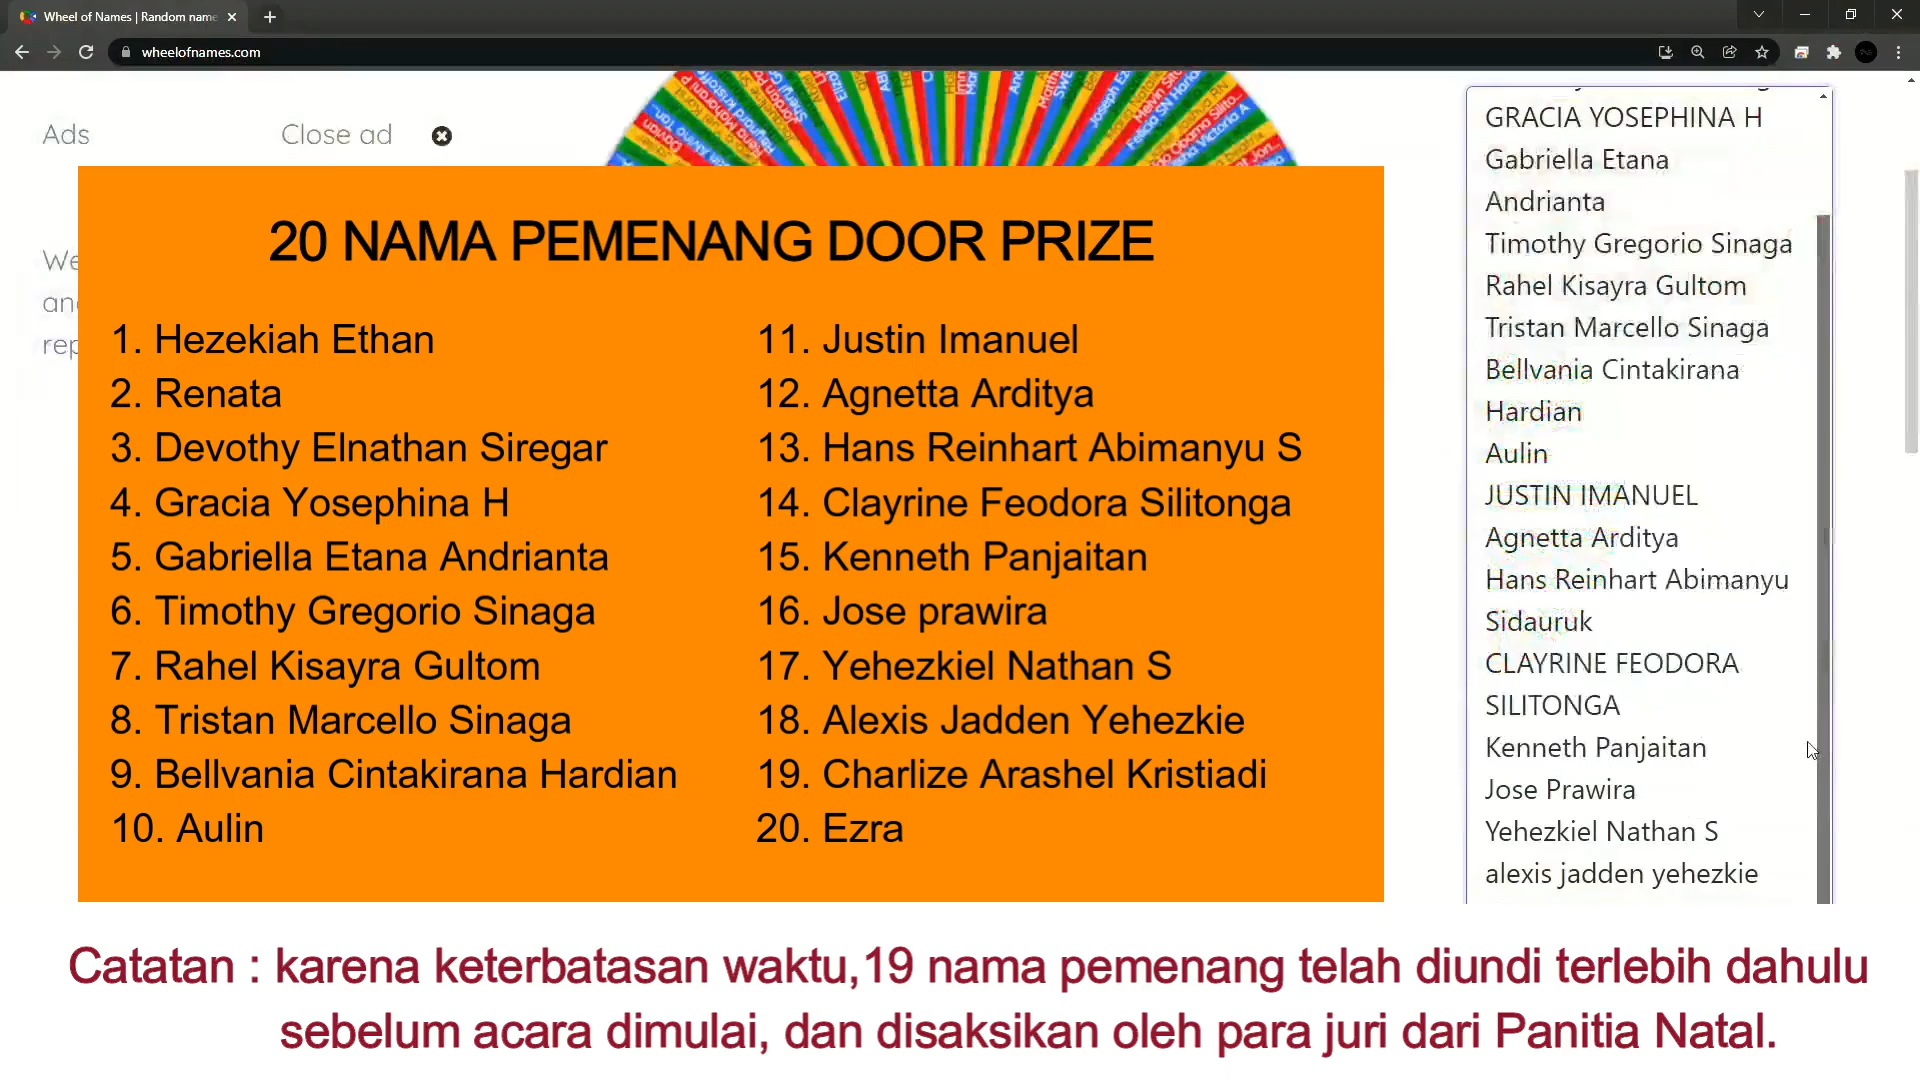 Wheel of Names | Random name
wheelofnames.com
Ads
Close ad
20 NAMA PEMENANG DOOR PRIZE
1. Hezekiah Ethan
2. Renata
3. Devothy Elnathan Siregar
4. Gracia Yosephina H
5. Gabriella Etana Andrianta
6. Timothy Gregorio Sinaga
7. Rahel Kisayra Gultom
8. Tristan Marcello Sinaga
9. Bellvania Cintakirana Hardian
10. Aulin
11. Justin Imanuel
12. Agnetta Arditya
13. Hans Reinhart Abimanyu S
14. Clayrine Feodora Silitonga
15. Kenneth Panjaitan
16. Jose prawira
17. Yehezkiel Nathan S
18. Alexis Jadden Yehezkie
19. Charlize Arashel Kristiadi
20. Ezra
GRACIA YOSEPHINA H
Gabriella Etana
Andrianta
Timothy Gregorio Sinaga
Rahel Kisayra Gultom
Tristan Marcello Sinaga
Bellvania Cintakirana
Hardian
Aulin
JUSTIN IMANUEL
Agnetta Arditya
Hans Reinhart Abimanyu
Sidauruk
CLAYRINE FEODORA
SILITONGA
Kenneth Panjaitan
Jose Prawira
Yehezkiel Nathan S
alexis jadden yehezkie
Catatan : karena keterbatasan waktu,19 nama pemenang telah diundi terlebih dahulu
sebelum acara dimulai, dan disaksikan oleh para juri dari Panitia Natal.